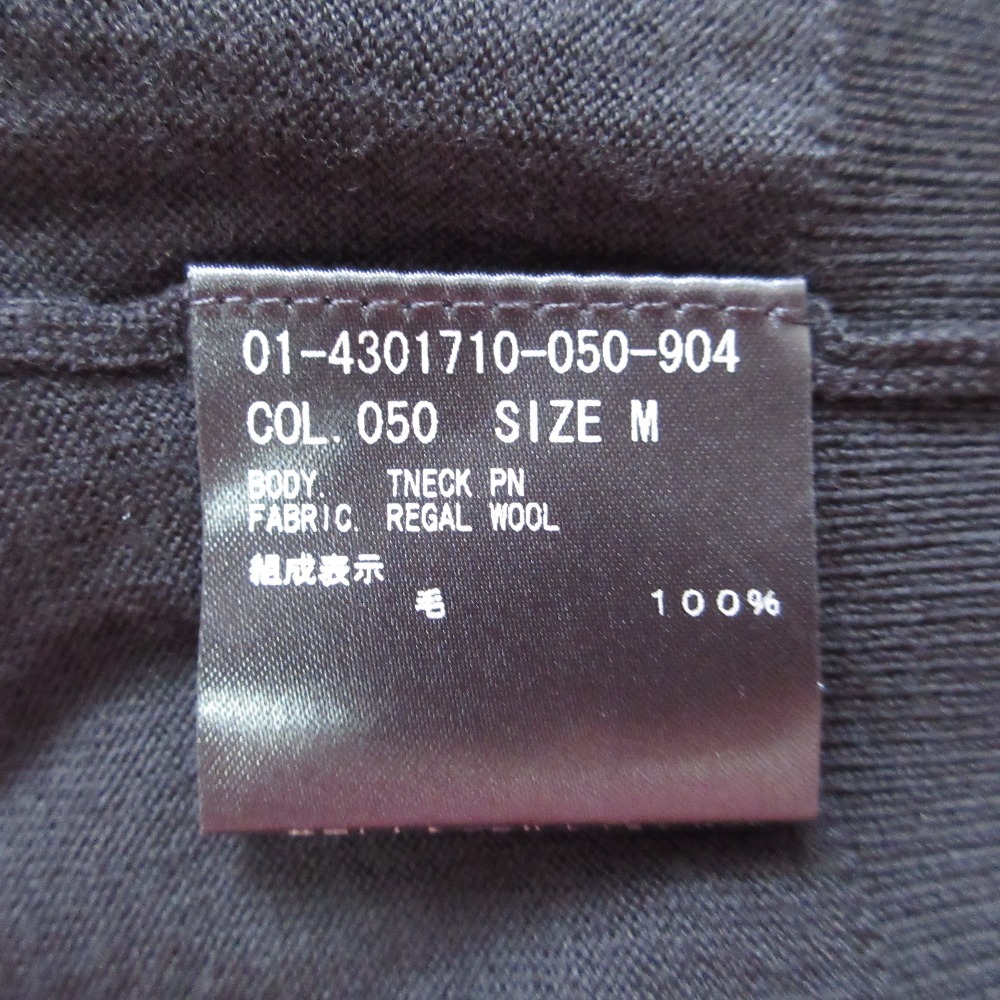 01-4301710-050-904
COL. 050 SIZE M
BODY. TNECK PN
FABRIC. REGAL WOOL
組成表示
毛 100%